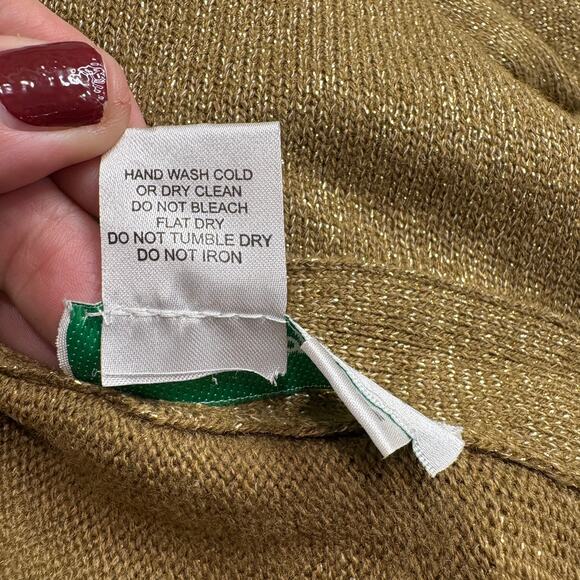 HAND WASH COLD
OR DRY CLEAN
DO NOT BLEACH
FLAT DRY
DO NOT TUMBLE DRY
DO NOT IRON